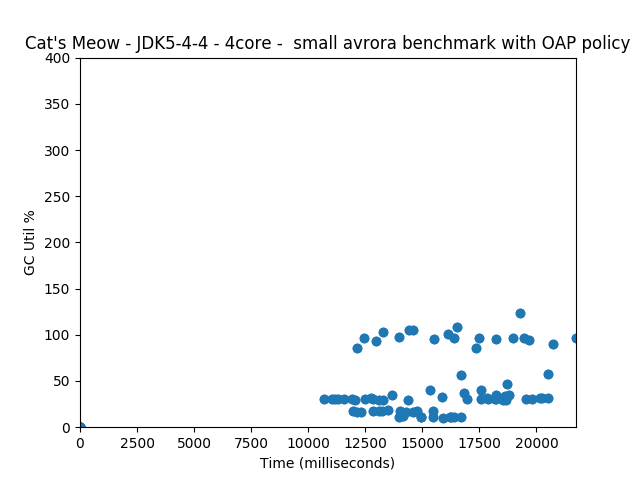 Cat's Meow - JDK5-4-4 - 4core -  small avrora benchmark with OAP policy
400
350
300
250
200
150
100
50
0
GC Util %
0 2500 5000 7500 10000 12500 15000 17500 20000
Time (milliseconds)